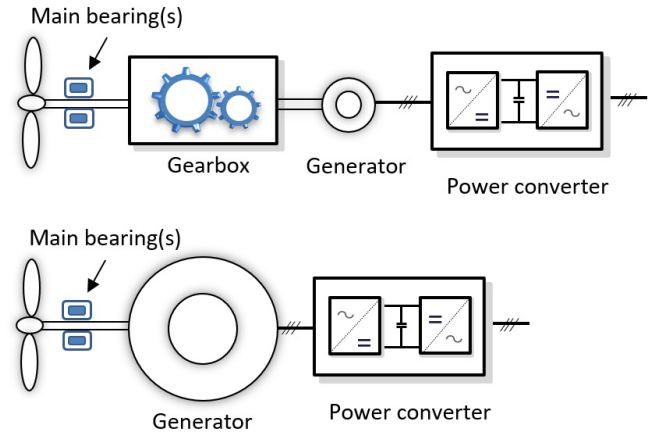 Main bearing(s)
Gearbox
Generator
Power converter
Main bearing(s)
Generator
Power converter